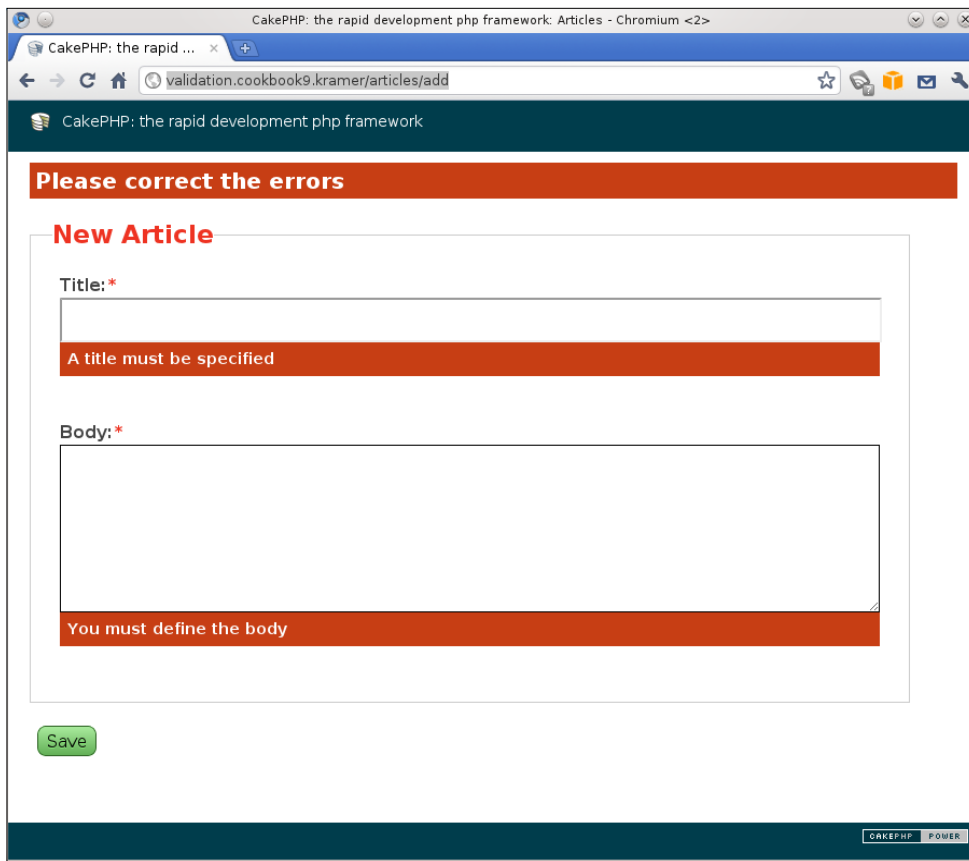 CakePHP: the rapid development php framework: Articles - Chromium <2>
CakePHP: the rapid ...
validation.cookbook9.kramer/articles/add
CakePHP: the rapid development php framework
Please correct the errors
New Article
Title:*
A title must be specified
Body:*
You must define the body
Save
CAKEPHP POWER